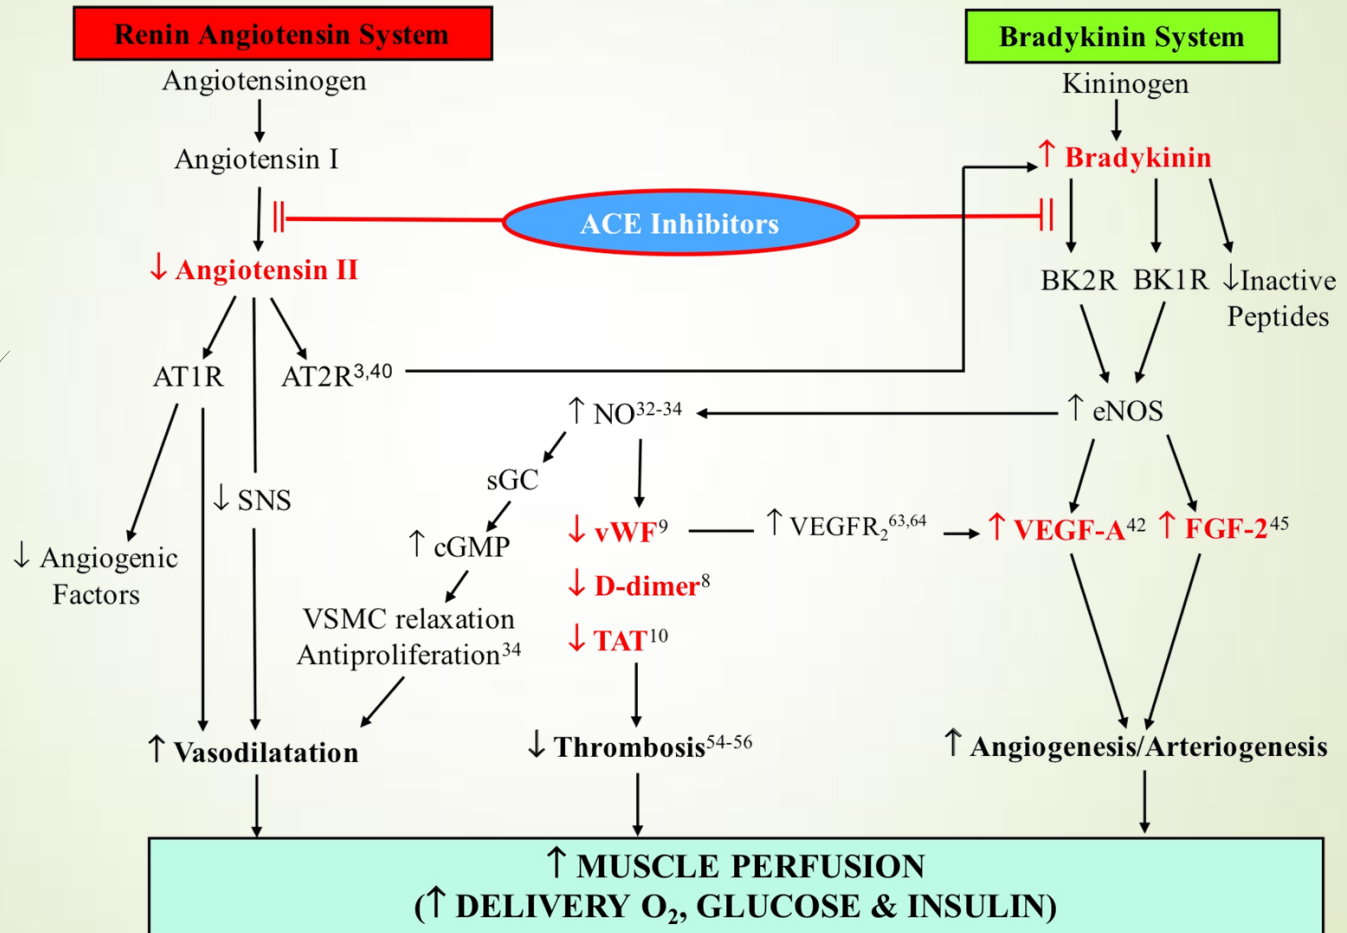 Renin Angiotensin System
Bradykinin System
Angiotensinogen
Kininogen
Angiotensin I
↑ Bradykinin
ACE Inhibitors
↓ Angiotensin II
BK2R
BK1R
↓Inactive
Peptides
AT1R
AT2R3,40
↑ NO32-34
↑ eNOS
sGC
↓ SNS
↑ cGMP
↓ vWF9
↑ VEGFR2 63,64
↑ VEGF-A42
↑ FGF-245
↓ Angiogenic
Factors
↓ D-dimer8
VSMC relaxation
Antiproliferation34
↓ TAT10
↑ Vasodilatation
↓ Thrombosis54-56
↑ Angiogenesis/Arteriogenesis
↑ MUSCLE PERFUSION
(↑ DELIVERY O2, GLUCOSE & INSULIN)